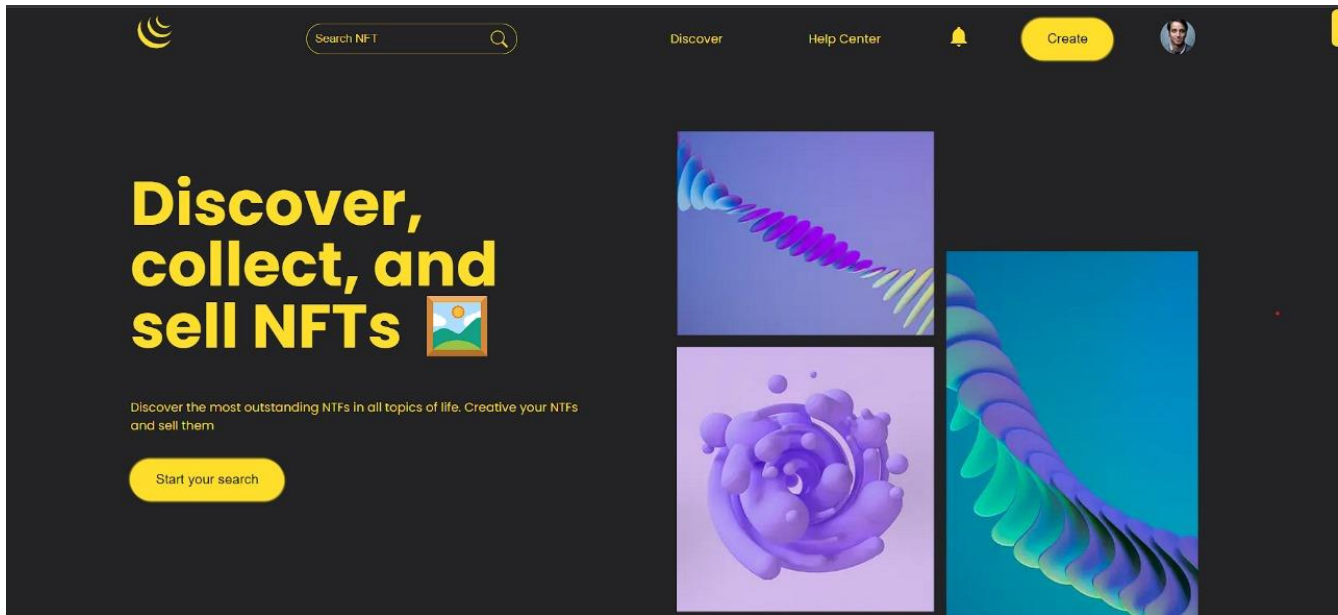 Search NFT
Discover
Help Center
Create
Discover,
collect, and
sell NFTs
Discover the most outstanding NTFs in all topics of life. Creative your NTFs
and sell them
Start your search